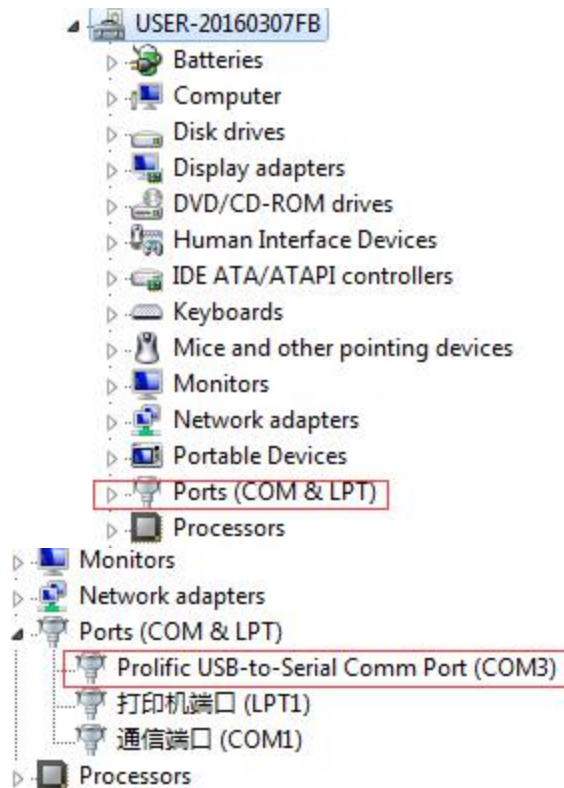 USER-20160307FB
Batteries
Computer
Disk drives
Display adapters
DVD/CD-ROM drives
Human Interface Devices
IDE ATA/ATAPI controllers
Keyboards
Mice and other pointing devices
Monitors
Network adapters
Portable Devices
Ports (COM & LPT)
Processors
Monitors
Network adapters
Ports (COM & LPT)
Prolific USB-to-Serial Comm Port (COM3)
打印机端口 (LPT1)
通信端口 (COM1)
Processors